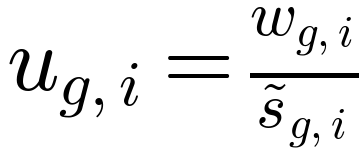 u_{g, i} = \frac{w_{g, i}}{\tilde{s}_{g, i}}